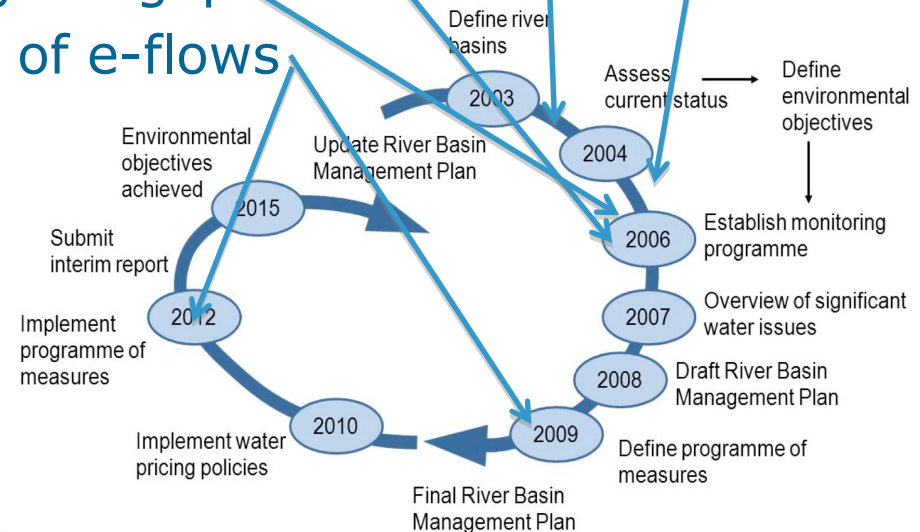 of e-flows
Define river
basins
2003
Assess
current status
Define
environmental
objectives
2004
Environmental
objectives
achieved
Update River Basin
Management Plan
2015
2006
Establish monitoring
programme
Submit
interim report
2012
2007
Overview of significant
water issues
Implement
programme of
measures
2008
Draft River Basin
Management Plan
2010
2009
Implement water
pricing policies
Define programme of
measures
Final River Basin
Management Plan